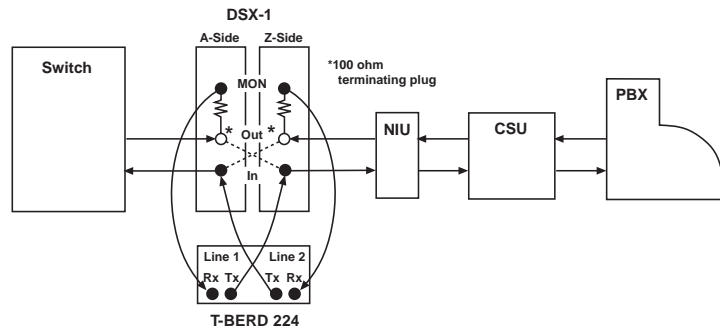 DSX-1
A-Side Z-Side
Switch
MON
*100 ohm
terminating plug
PBX
NIU
CSU
* Out *
In
Line 1 Line 2
Rx Tx Tx Rx
T-BERD 224